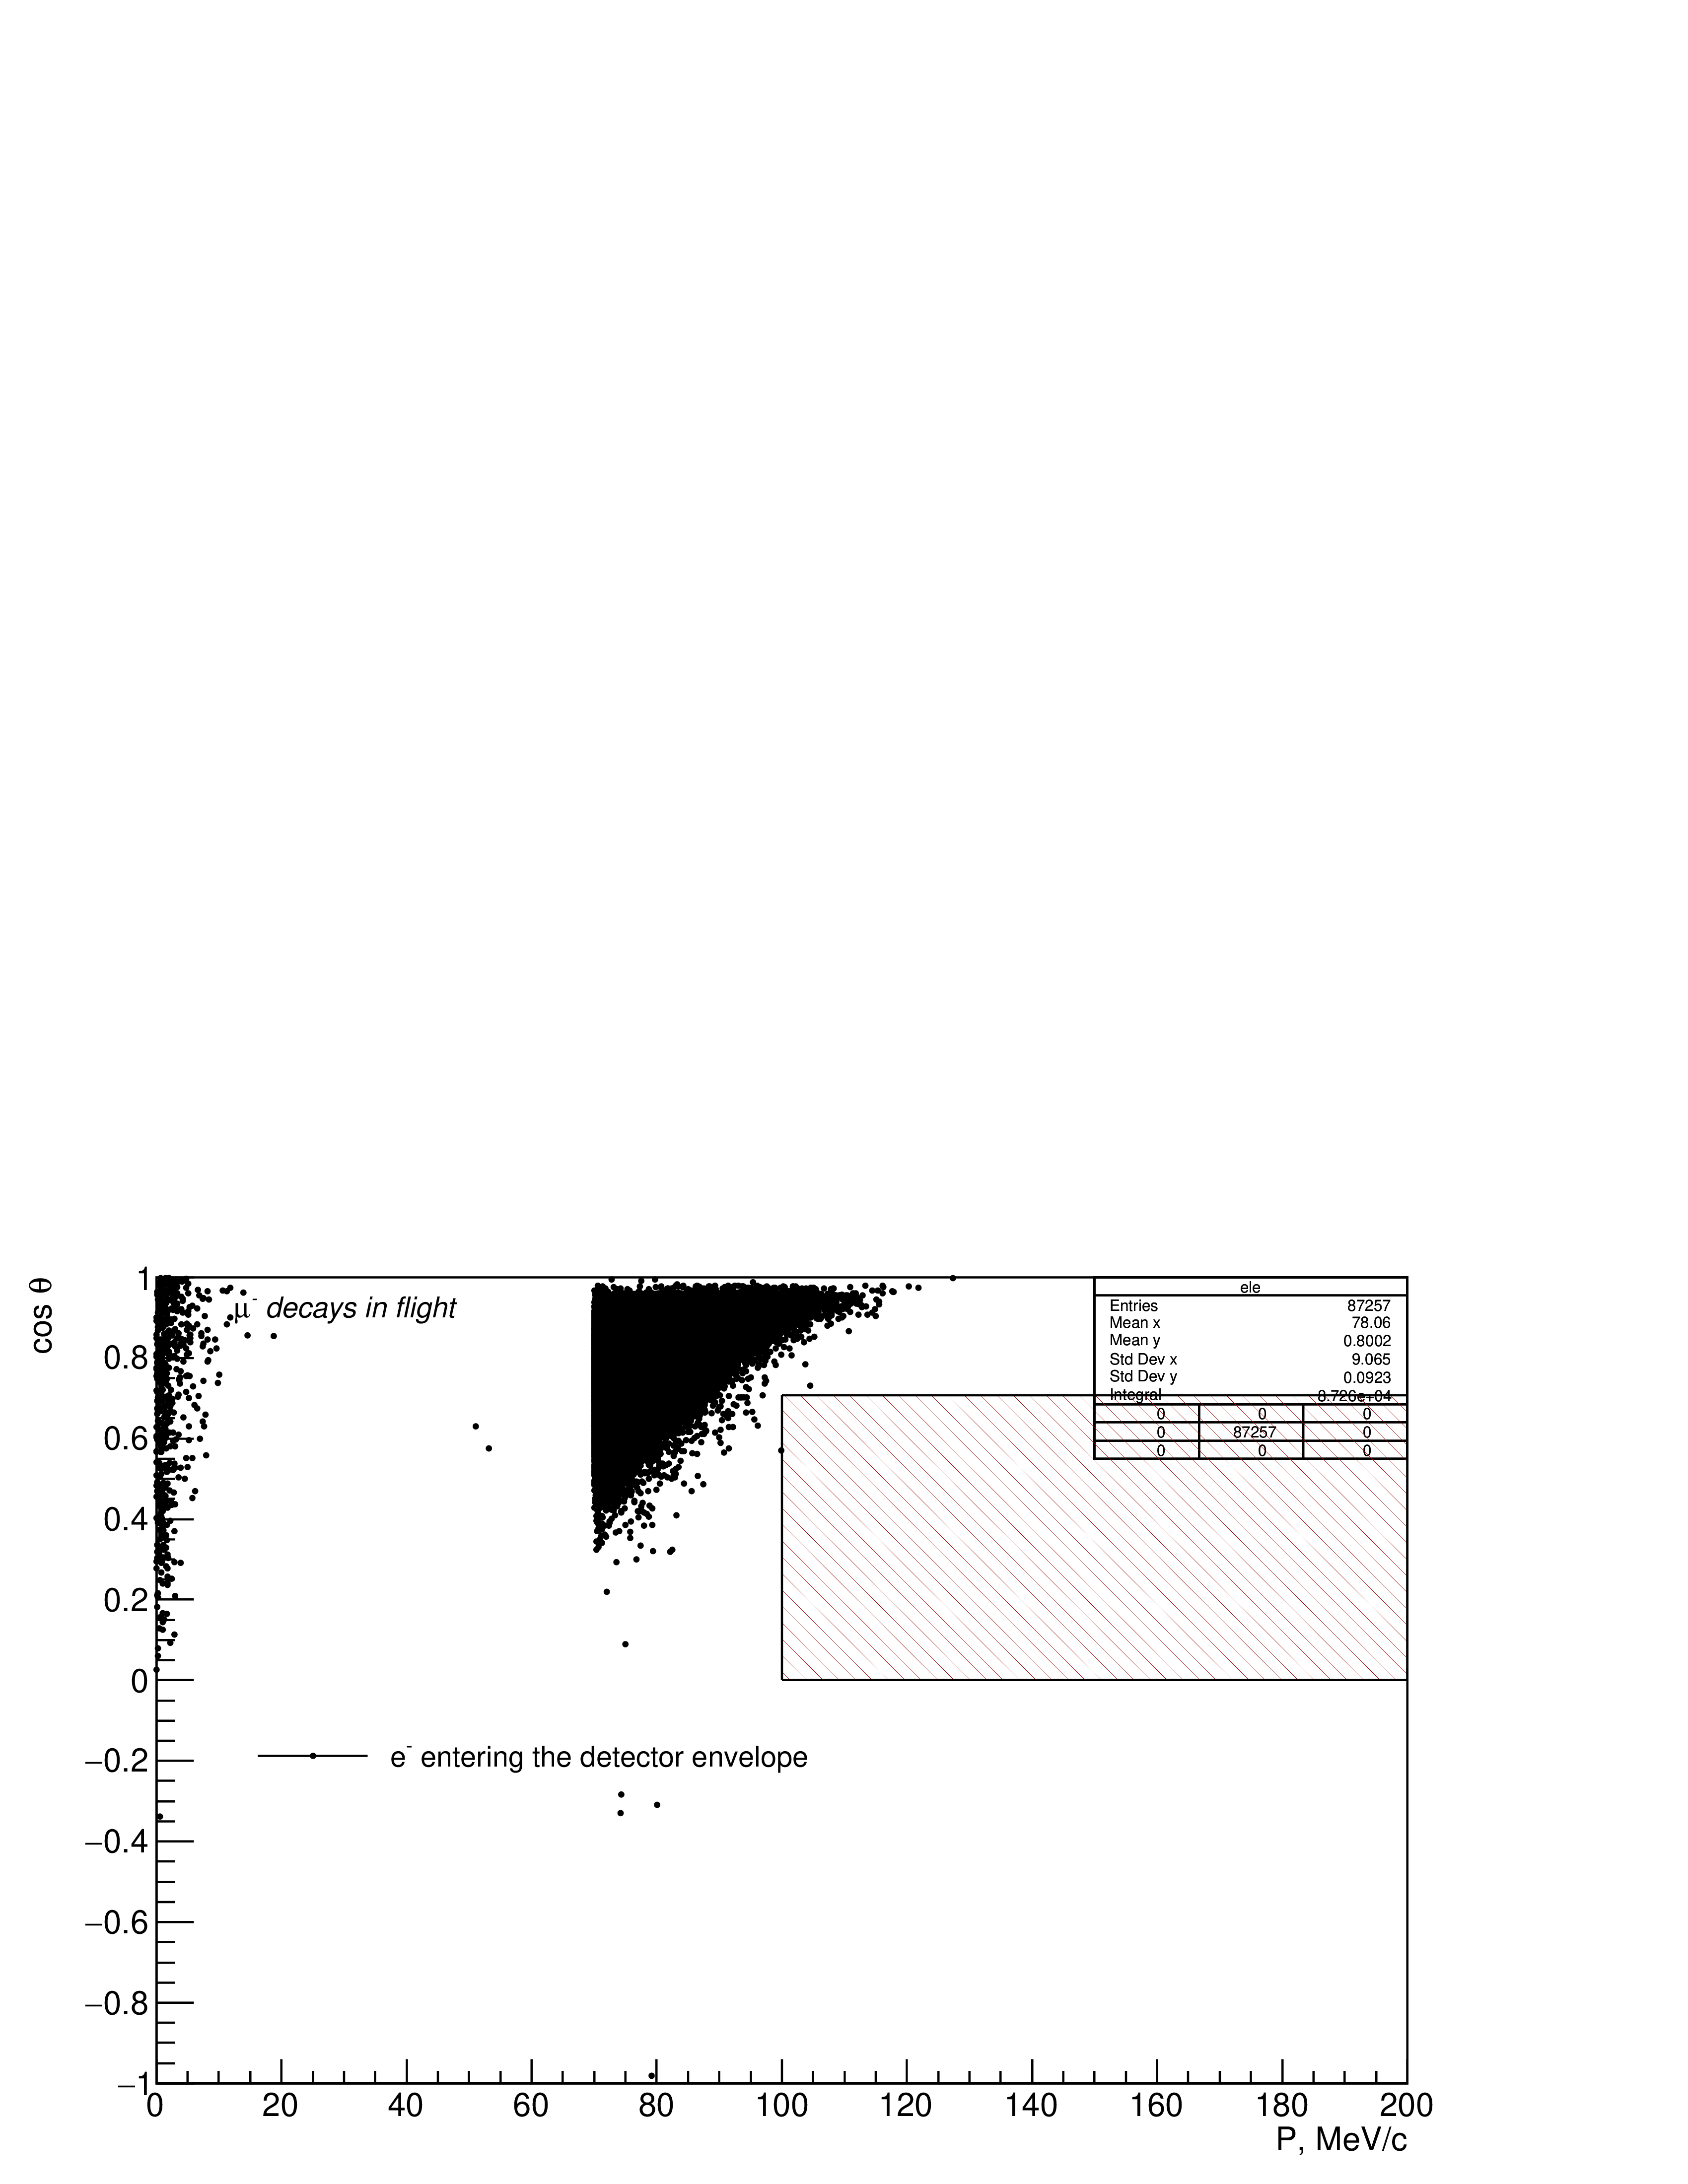 cos θ
1
0.8
0.6
0.4
0.2
0
−0.2
−0.4
−0.6
−0.8
−1
μ⁻ decays in flight
ele
Entries 87257
Mean x 78.06
Mean y 0.8002
Std Dev x 9.065
Std Dev y 0.0923
Integral 8.726e+04
0 0 0
0 87257 0
0 0 0
e⁻ entering the detector envelope
0 20 40 60 80 100 120 140 160 180 200
P, MeV/c